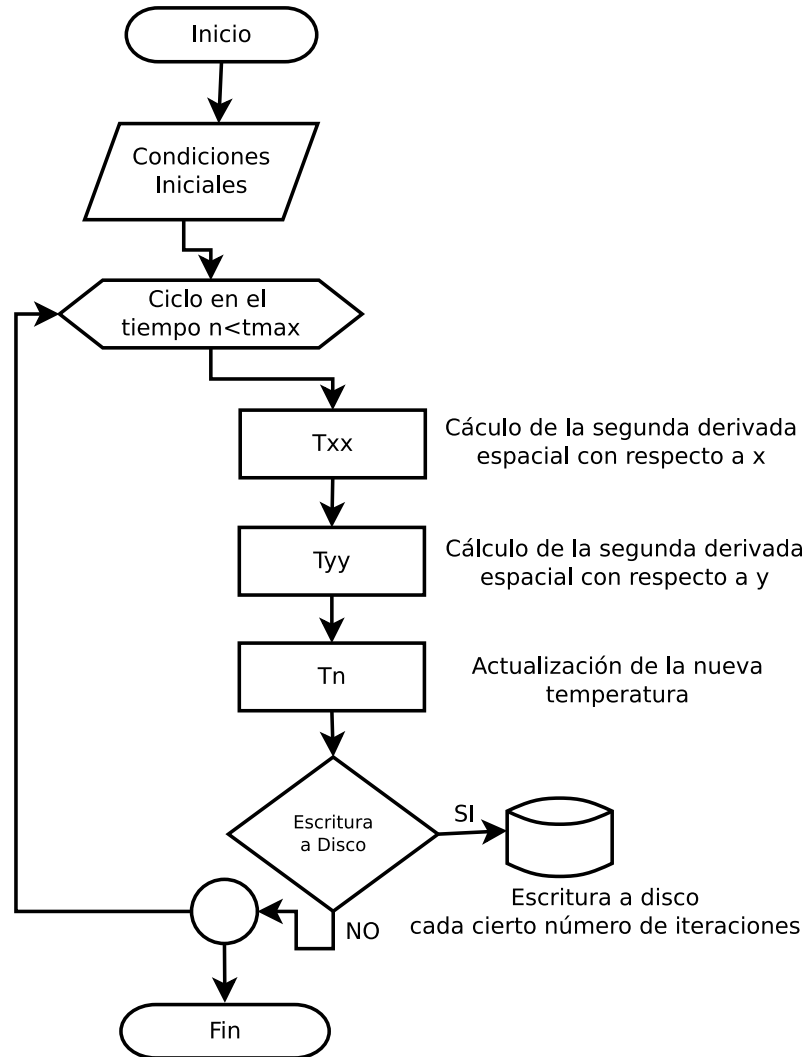 Inicio
Condiciones
Iniciales
Ciclo en el
tiempo n<tmax
Txx
Cáculo de la segunda derivada
espacial con respecto a x
Tyy
Cálculo de la segunda derivada
espacial con respecto a y
Tn
Actualización de la nueva
temperatura
Escritura
a Disco
SI
Escritura a disco
cada cierto número de iteraciones
NO
Fin